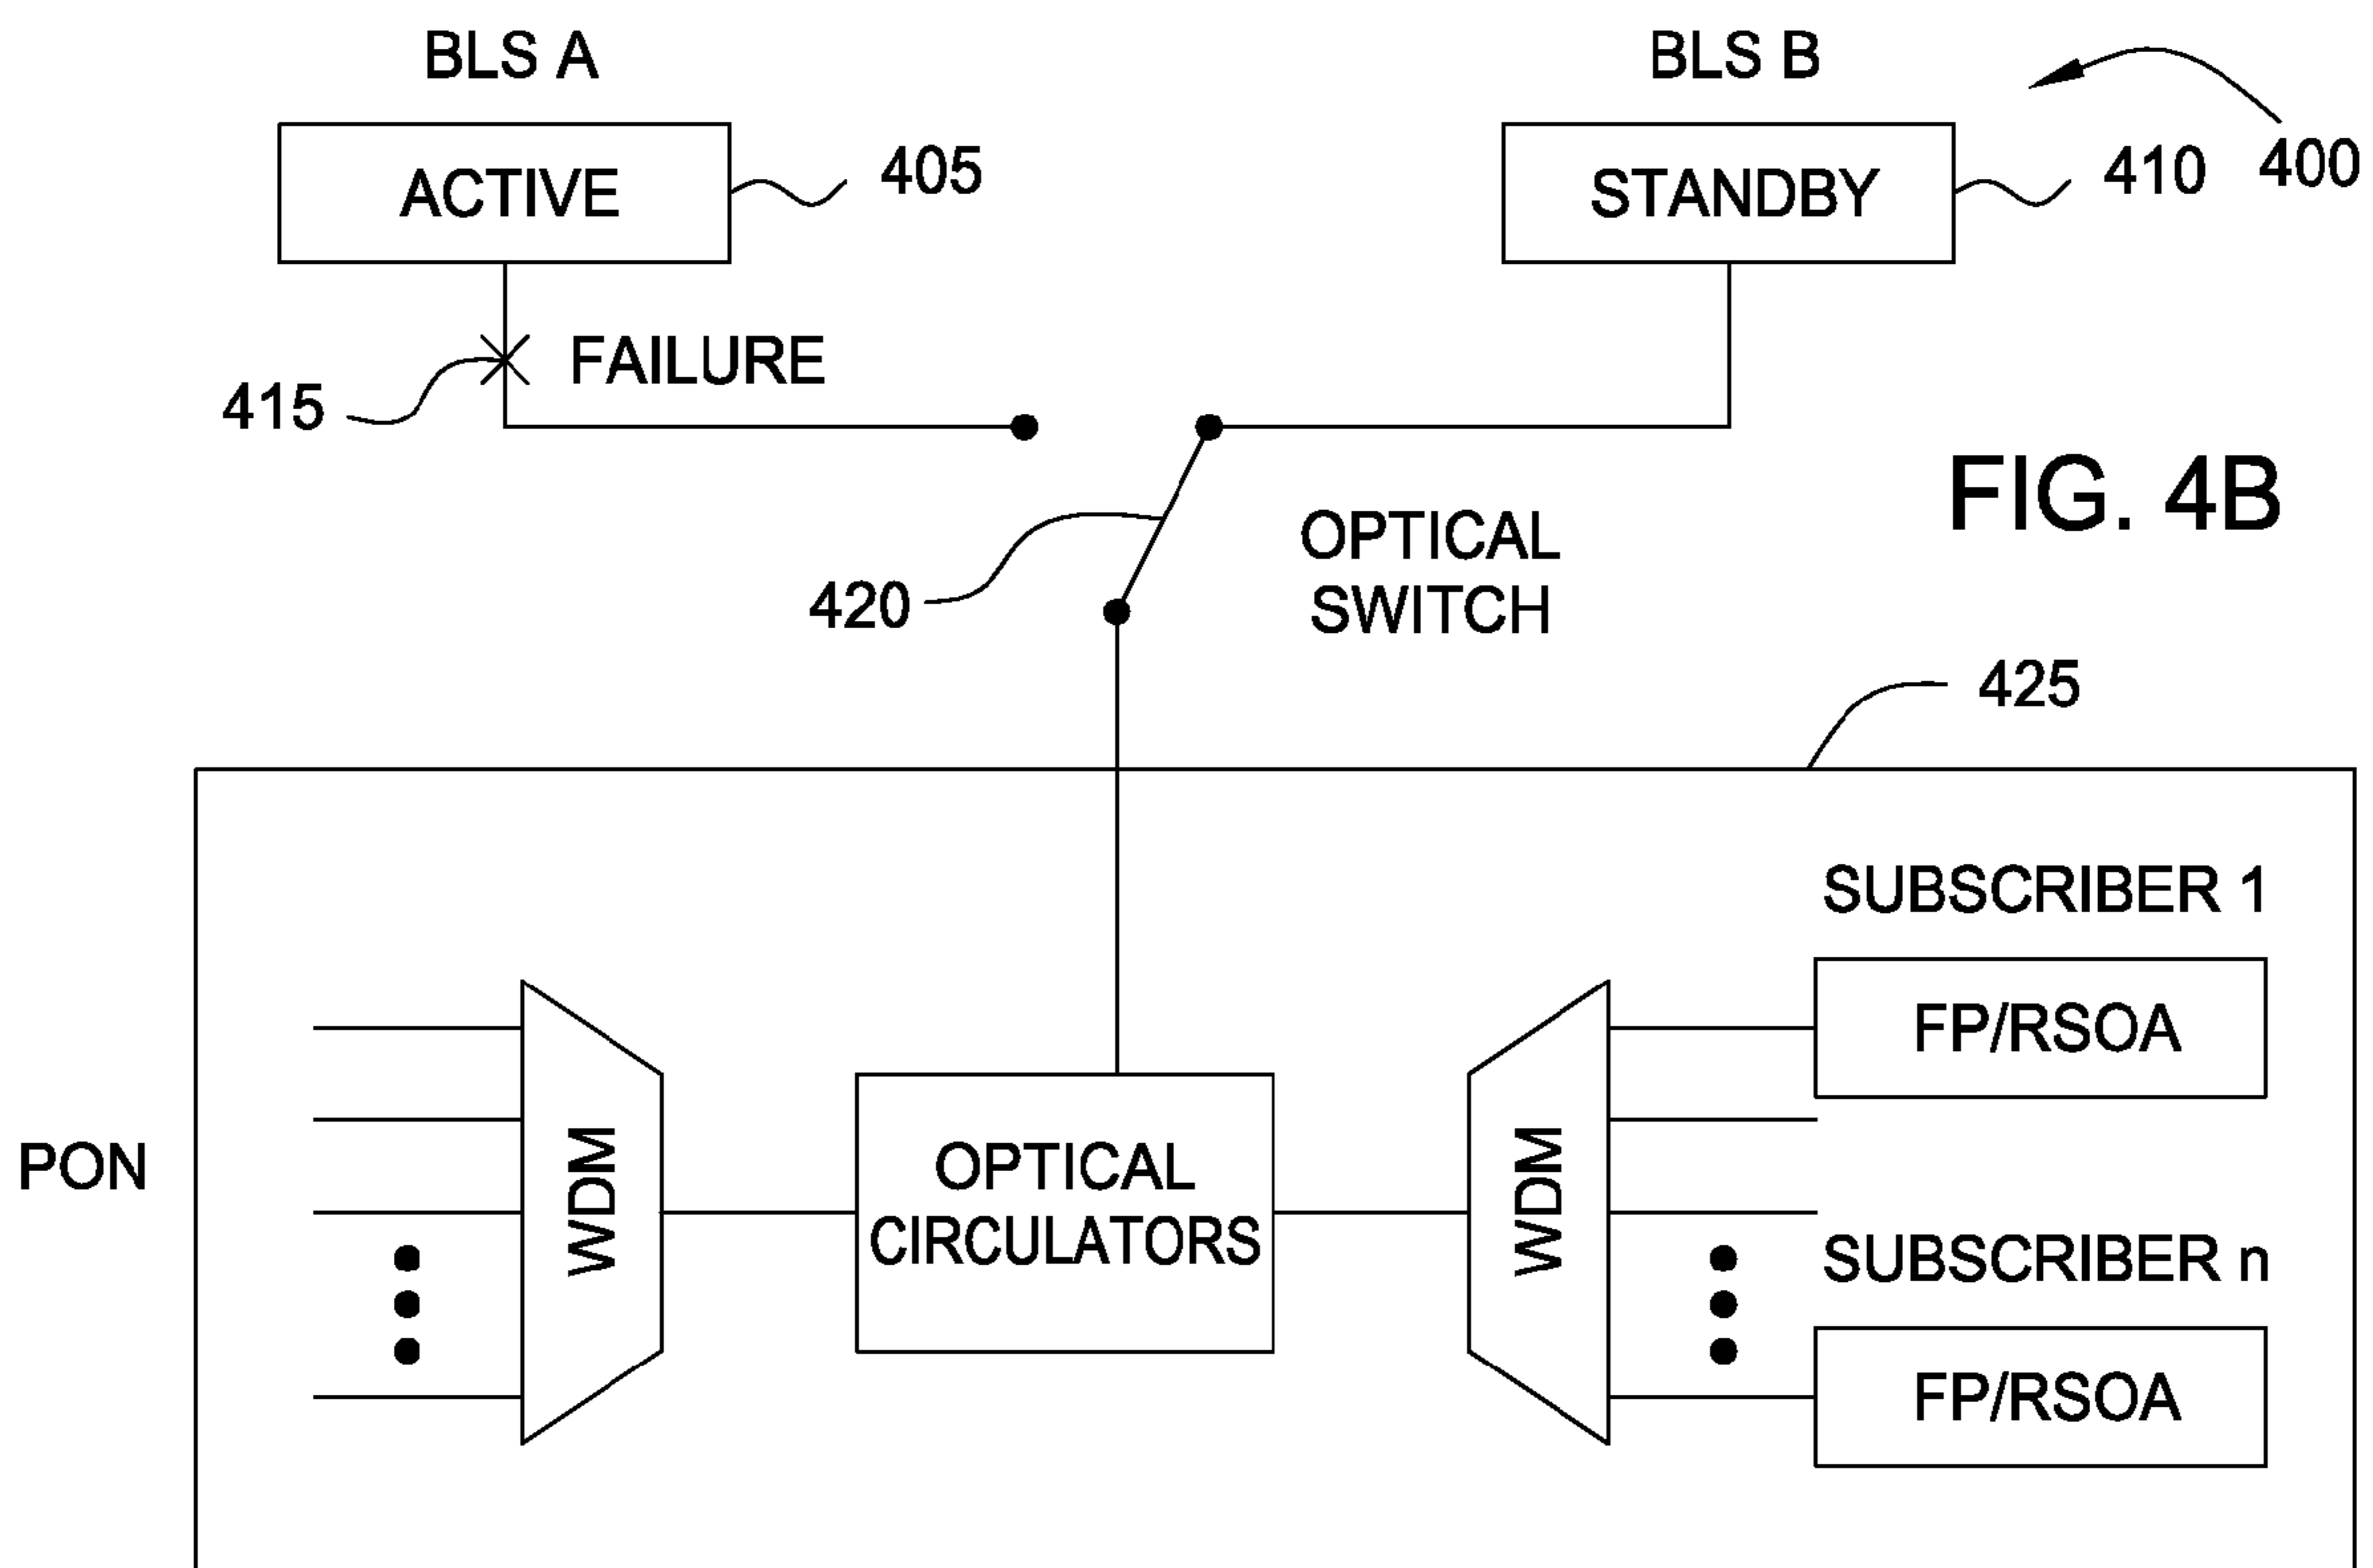 BLS A
BLS B
ACTIVE
405
STANDBY
410
400
FAILURE
415
FIG. 4B
420
OPTICAL
SWITCH
425
SUBSCRIBER 1
FP/RSOA
PON
WDM
OPTICAL
CIRCULATORS
WDM
SUBSCRIBER n
FP/RSOA